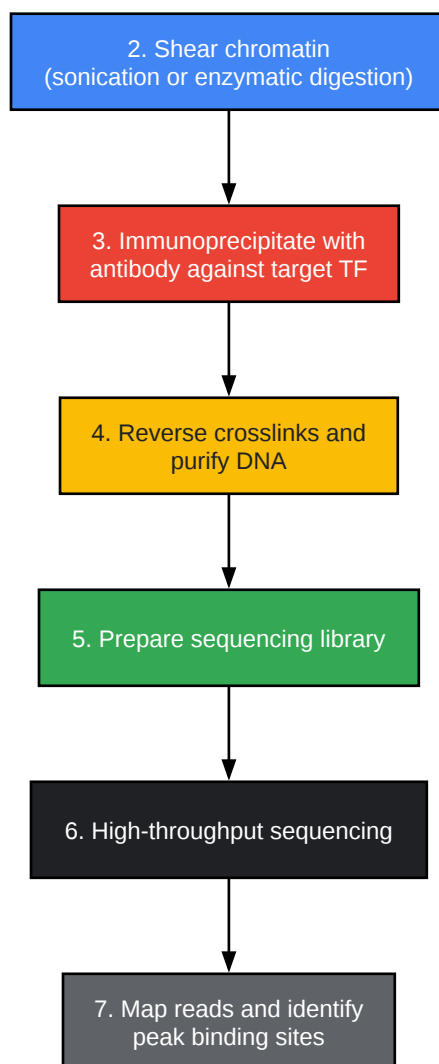 2. Shear chromatin
(sonication or enzymatic digestion)
3. Immunoprecipitate with
antibody against target TF
4. Reverse crosslinks and
purify DNA
5. Prepare sequencing library
6. High-throughput sequencing
7. Map reads and identify
peak binding sites